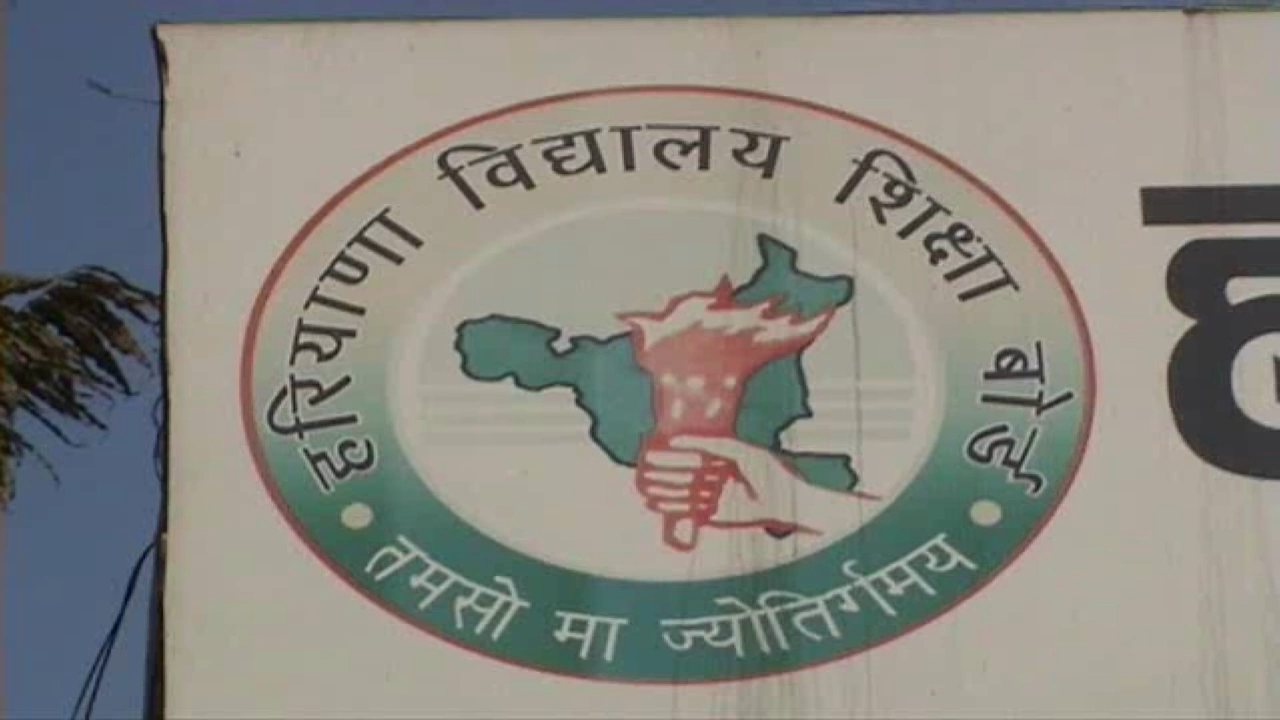 हरियाणा विद्यालय शिक्षा बोर्ड
तमसो मा ज्योतिर्गमय